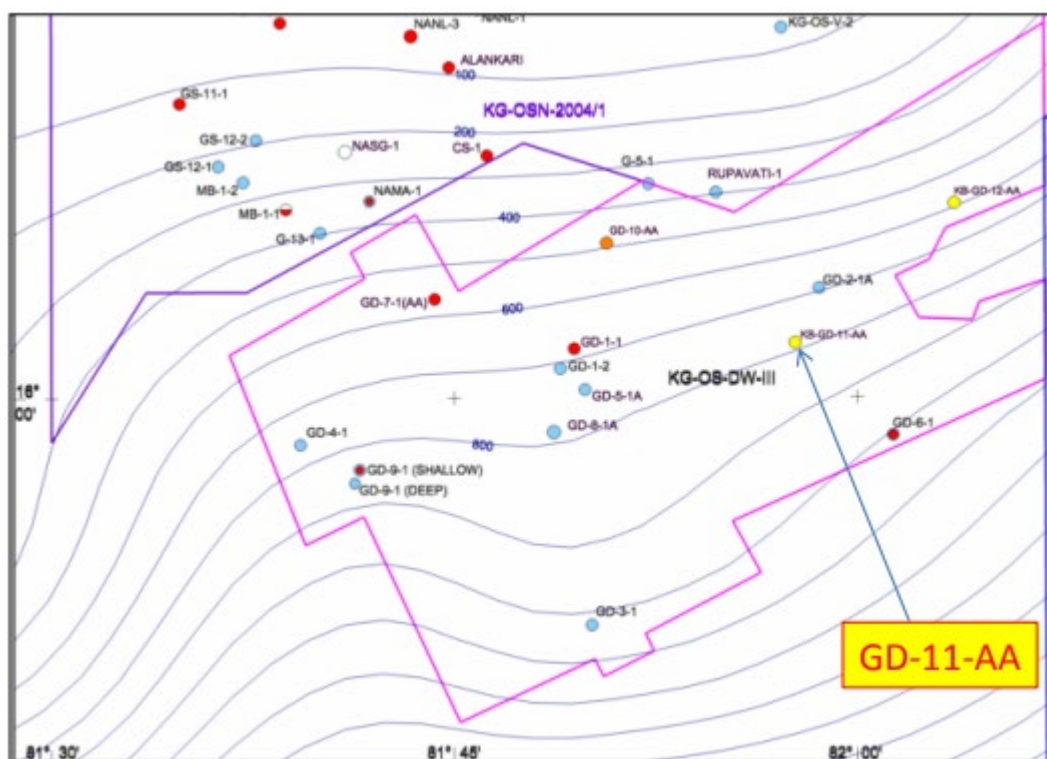 NANL-1
NANL-3
KG-OS-V-2
ALANKARI
100
GS-11-1
KG-OSN-2004/1
200
GS-12-2
NASG-1
CS-1
GS-12-1
G-5-1
MB-1-2
RUPAVATI-1
NAMA-1
KB-GD-12-AA
MB-1-1
400
G-13-1
GD-10-AA
GD-2-1A
GD-7-1(AA)
600
KB-GD-11-AA
GD-1-1
GD-1-2
KG-OS-DW-III
GD-5-1A
16°
00'
GD-8-1A
GD-6-1
GD-4-1
800
GD-9-1 (SHALLOW)
GD-9-1 (DEEP)
GD-3-1
GD-11-AA
81° 30'
81° 45'
82° 00'